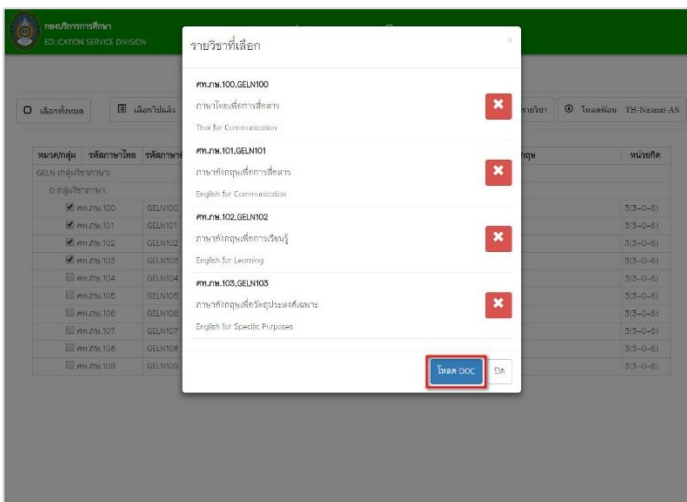 กองบริการการศึกษา
EDUCATION SERVICE DIVISION
รายวิชาที่เลือก
×
ศท.ภษ.100,GELN100
ภาษาไทยเพื่อการสื่อสาร
Thai for Communication
ศท.ภษ.101,GELN101
ภาษาอังกฤษเพื่อการสื่อสาร
English for Communication
ศท.ภษ.102,GELN102
ภาษาอังกฤษเพื่อการเรียนรู้
English for Learning
ศท.ภษ.103,GELN103
ภาษาอังกฤษเพื่อวัตถุประสงค์เฉพาะ
English for Specific Purposes
โหลด DOC
ปิด
เลือกทั้งหมด
เลือกไปแล้ว
โหลดฟ้อน TH-Niramit-AS
หมวด/กลุ่ม รหัสภาษาไทย หน่วยกิต
GELN (กลุ่มวิชาภาษา)
0 กลุ่มวิชาภาษา
ศท.ภษ.100 GELN100 3(3-0-6)
ศท.ภษ.101 GELN101 3(3-0-6)
ศท.ภษ.102 GELN102 3(3-0-6)
ศท.ภษ.103 GELN103 3(3-0-6)
ศท.ภษ.104 GELN104 3(3-0-6)
ศท.ภษ.105 GELN105 3(3-0-6)
ศท.ภษ.106 GELN106 3(3-0-6)
ศท.ภษ.107 GELN107 3(3-0-6)
ศท.ภษ.108 GELN108 3(3-0-6)
ศท.ภษ.109 GELN109 3(3-0-6)